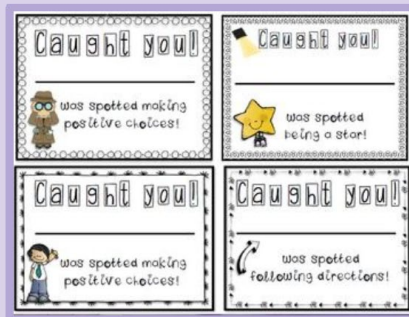 Caught you!
was spotted making
positive choices!
Caught you!
was spotted
being a star!
Caught you!
was spotted making
positive choices!
Caught you!
was spotted
following directions!